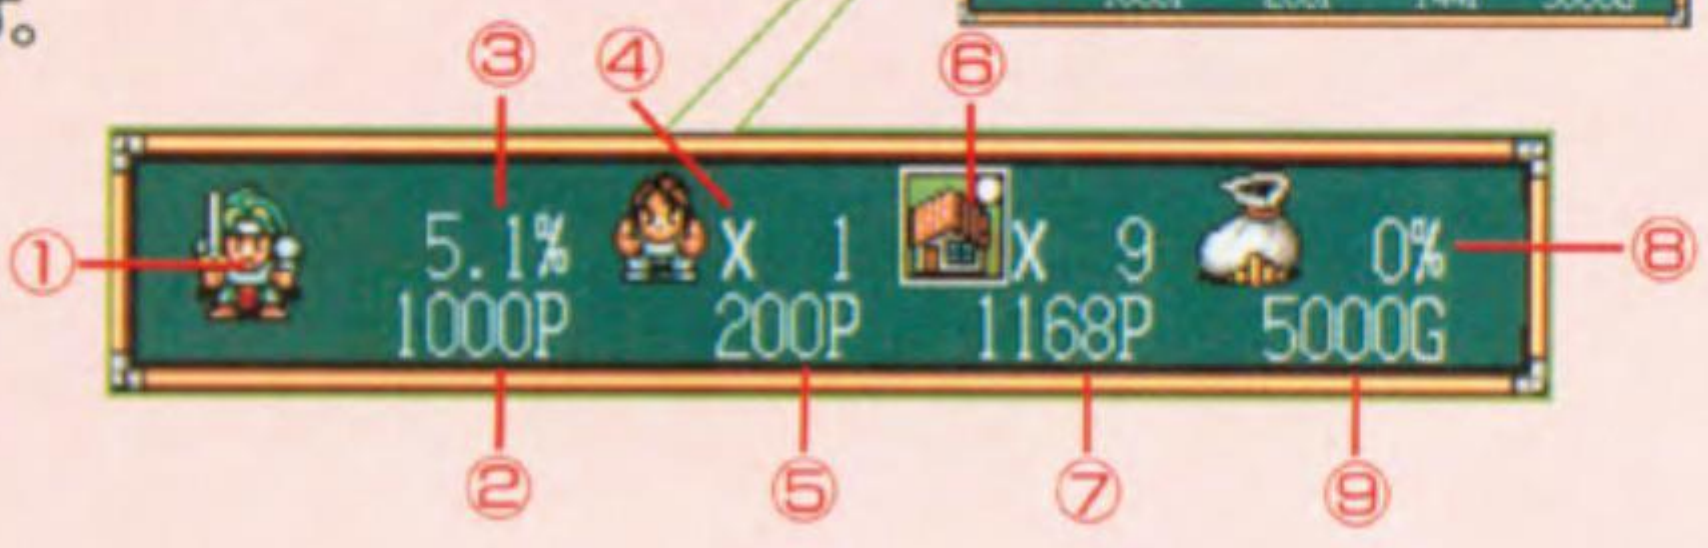 。
③ ④ ⑥
① 5.1% X 1 X 9 0% ⑧
1000P 200P 1168P 5000G
② ⑤ ⑦ ⑨